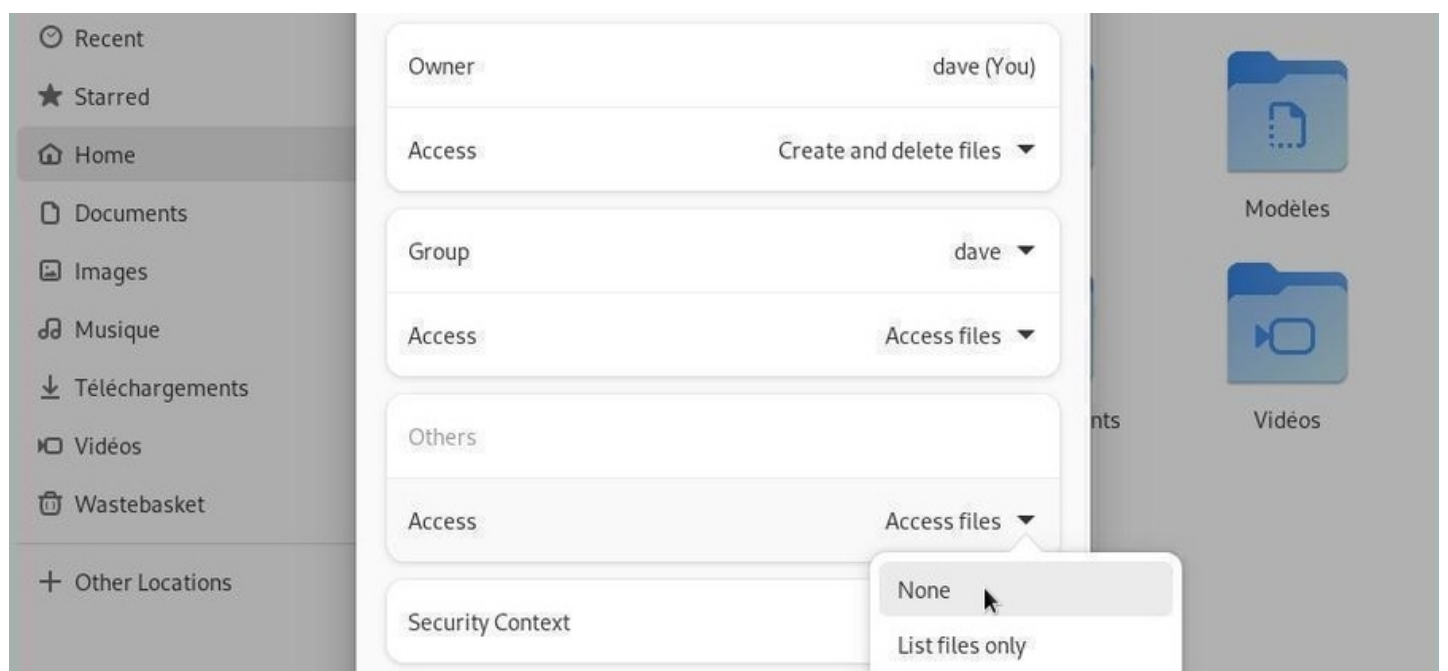 Recent
Starred
Home
Documents
Images
Musique
Téléchargements
Vidéos
Wastebasket
Other Locations
Owner dave (You)
Access Create and delete files
Group dave
Access Access files
Others
Access Access files
None
List files only
Security Context
Modèles
nts
Vidéos